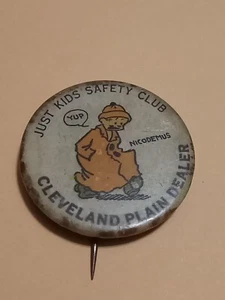 JUST KIDS SAFETY CLUB
YUP
NICODEMUS
CLEVELAND PLAIN DEALER